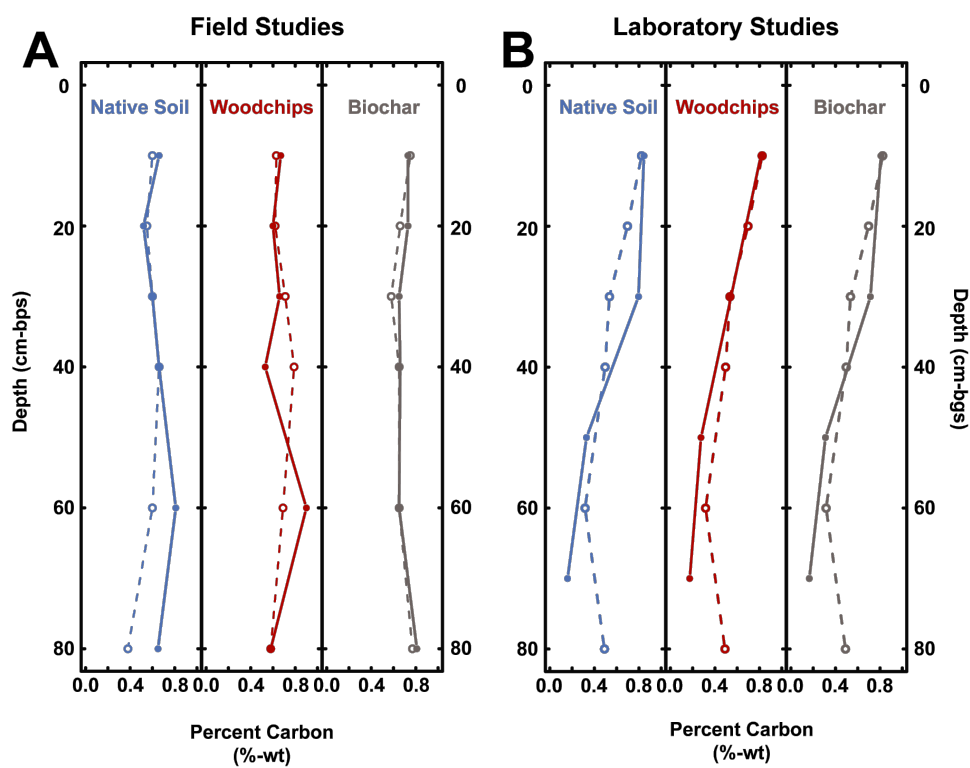 A
Field Studies
B
Laboratory Studies
0
Native Soil
Woodchips
Biochar
0
0
Native Soil
Woodchips
Biochar
0
20
20
20
20
40
40
40
40
60
60
60
60
80
80
80
80
Depth (cm-bps)
Depth (cm-bgs)
0.0 0.4 0.8 0.0 0.4 0.8 0.0 0.4 0.8
0.0 0.4 0.8 0.0 0.4 0.8 0.0 0.4 0.8
Percent Carbon
(%-wt)
Percent Carbon
(%-wt)